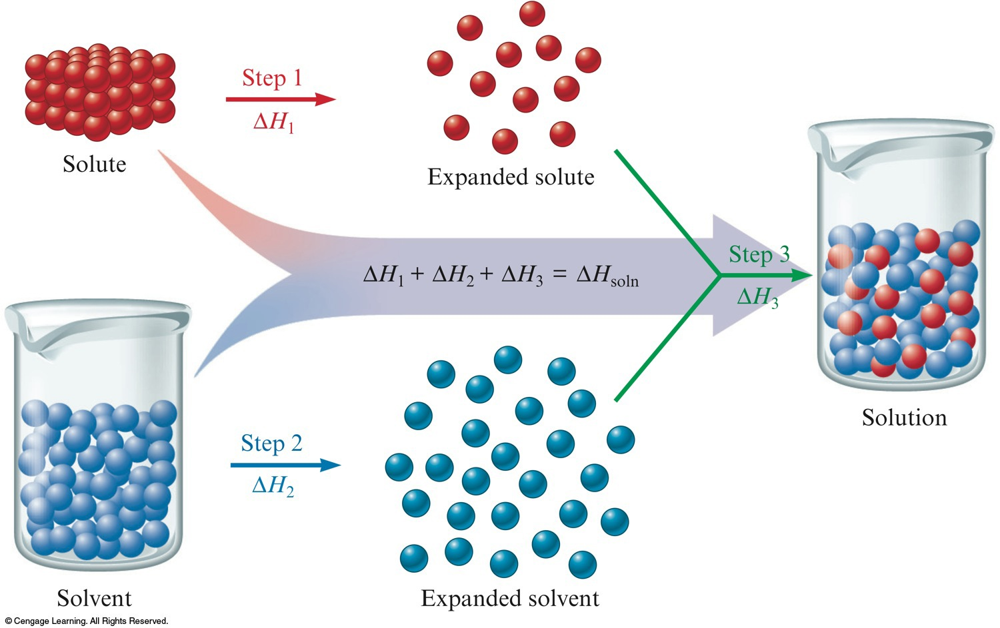 Step 1
ΔH₁
Solute
Expanded solute
ΔH₁ + ΔH₂ + ΔH₃ = ΔHsoln
Step 3
ΔH₃
Solution
Step 2
ΔH₂
Solvent
Expanded solvent
© Cengage Learning. All Rights Reserved.